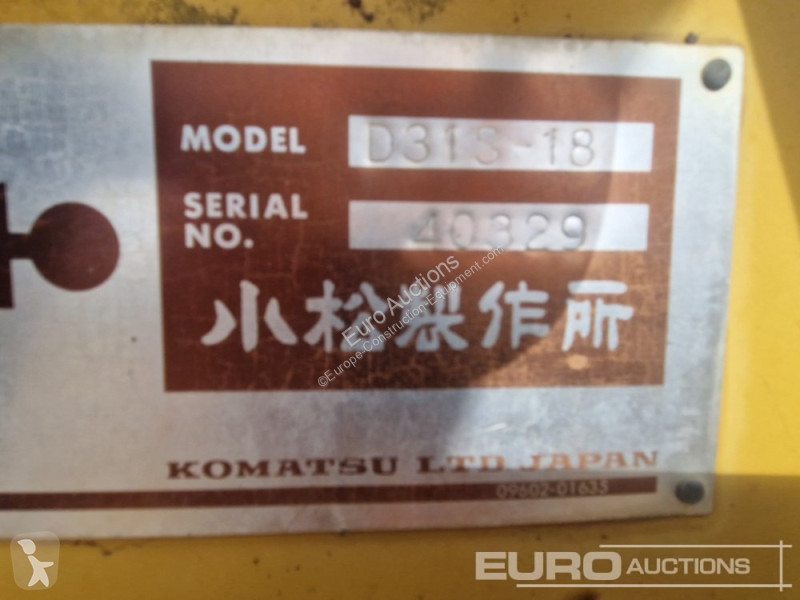 MODEL D31S-18
SERIAL
NO. 40329
小松製作所
Euro Auctions
©Europe-Construction-Equipment.com
KOMATSU LTD JAPAN
09602-01635
EURO AUCTIONS